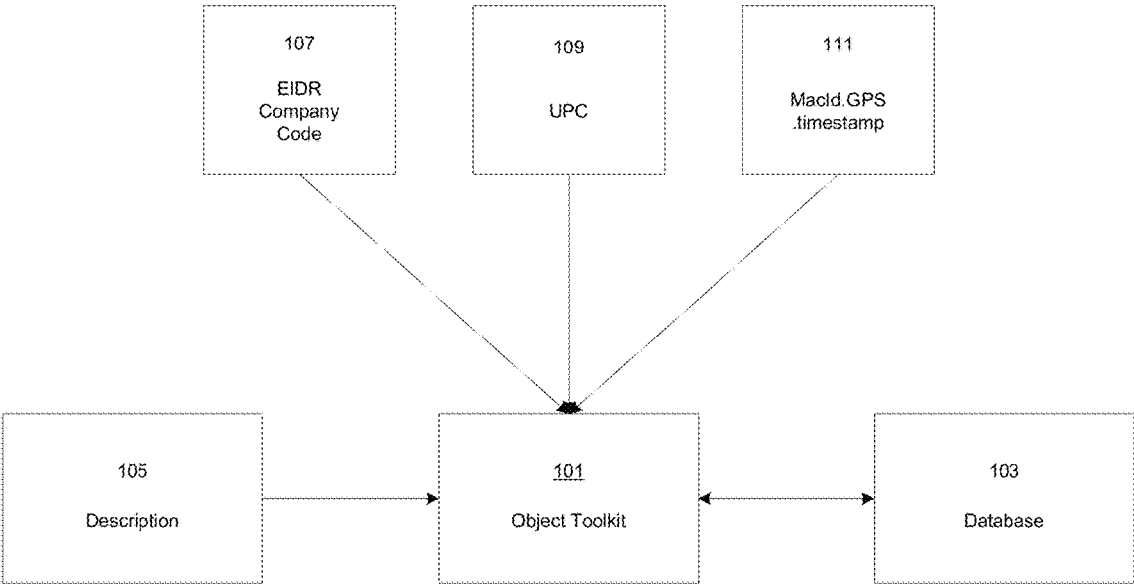 107
EIDR
Company
Code
109
UPC
111
MacId.GPS
.timestamp
105
Description
101
Object Toolkit
103
Database